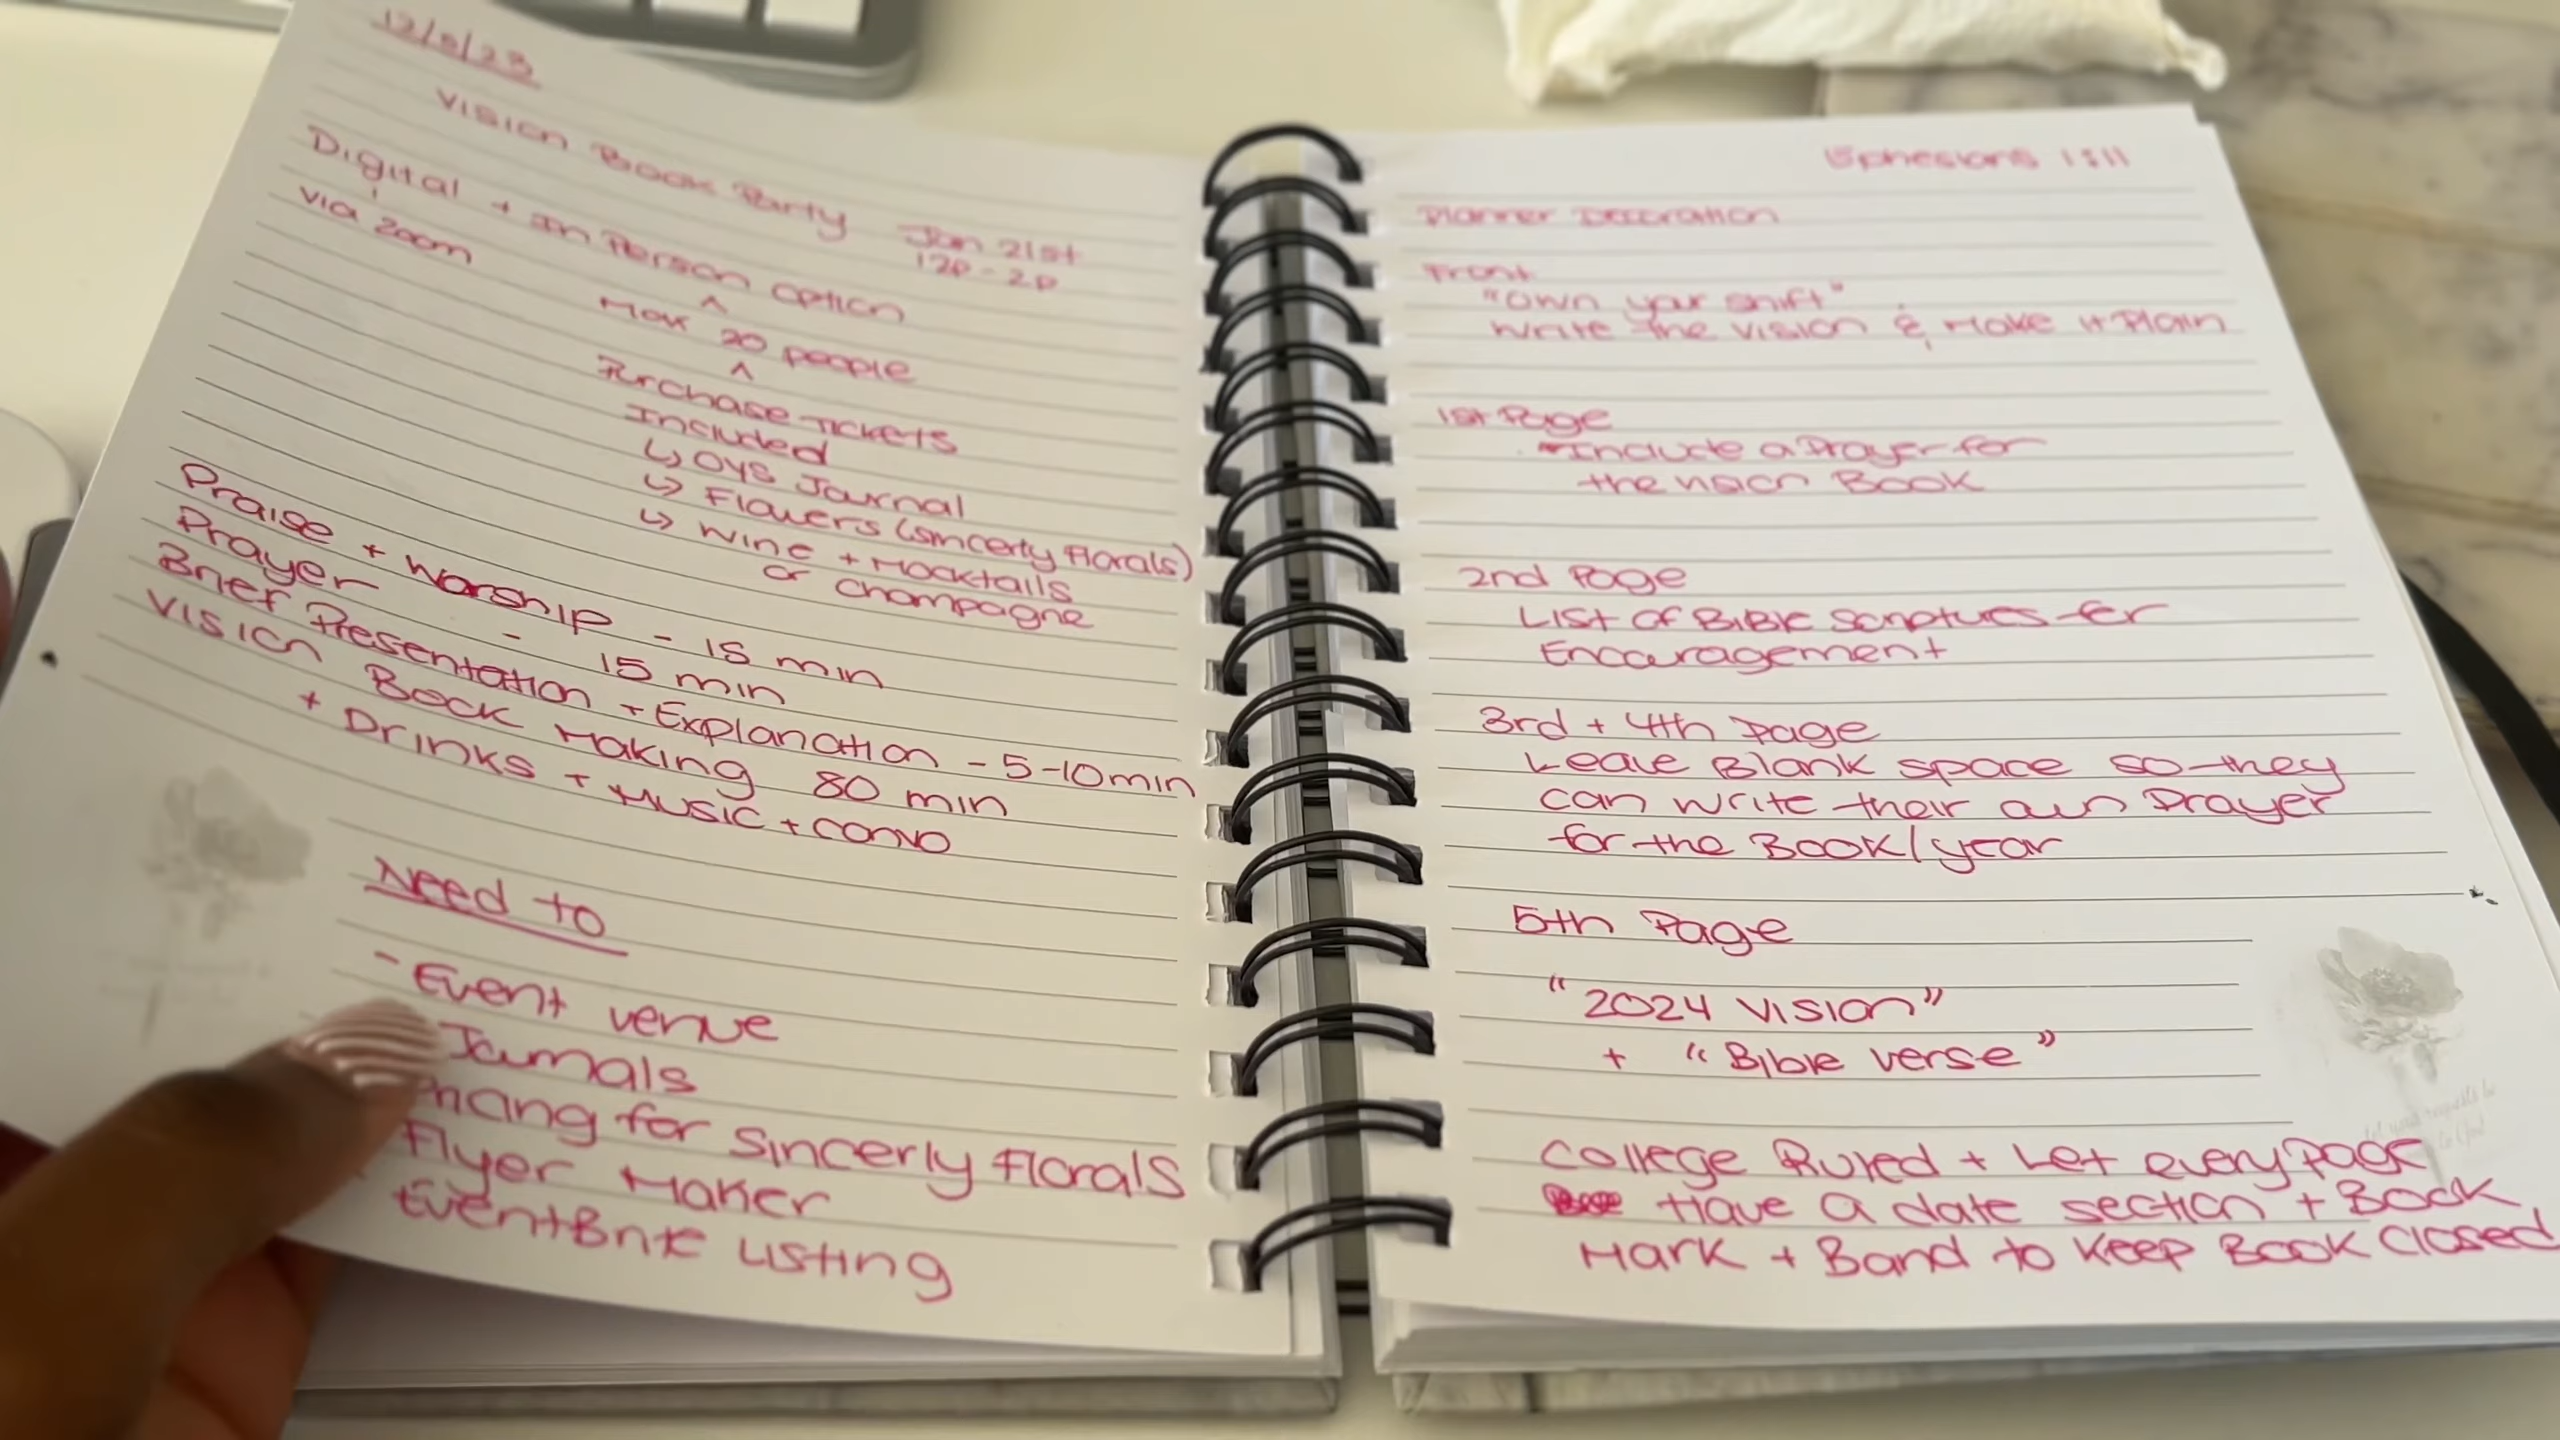 12/8/23
Vision Book Party
Jan 21st
12p - 2p
Digital + In Person Option
via zoom
Max 20 people
Purchase Tickets
Included
↳ OYS Journal
↳ Flowers (Sincerly Florals)
↳ Wine + Mocktails
or champagne
Praise + Worship - 15 min
Prayer - 15 min
Brief Presentation + Explanation - 5-10 min
Vision Book Making 80 min
+ Drinks + Music + Convo
Need to
- Event venue
Journals
for Sincerly Florals
Flyer Maker
EventBrite Listing
Ephesians 1:11
Planner Decoration
Front
"Own your shift"
Write the vision & Make it Plain
1st Page
Include a Prayer for
the vision Book
2nd Page
List of Bible Scriptures for
Encouragement
3rd + 4th Page
Leave Blank space so they
can write their own Prayer
for the Book/year
5th Page
"2024 Vision"
+ "Bible verse"
College Ruled + Let every page
Have a date section + Book
Mark + Band to keep Book closed